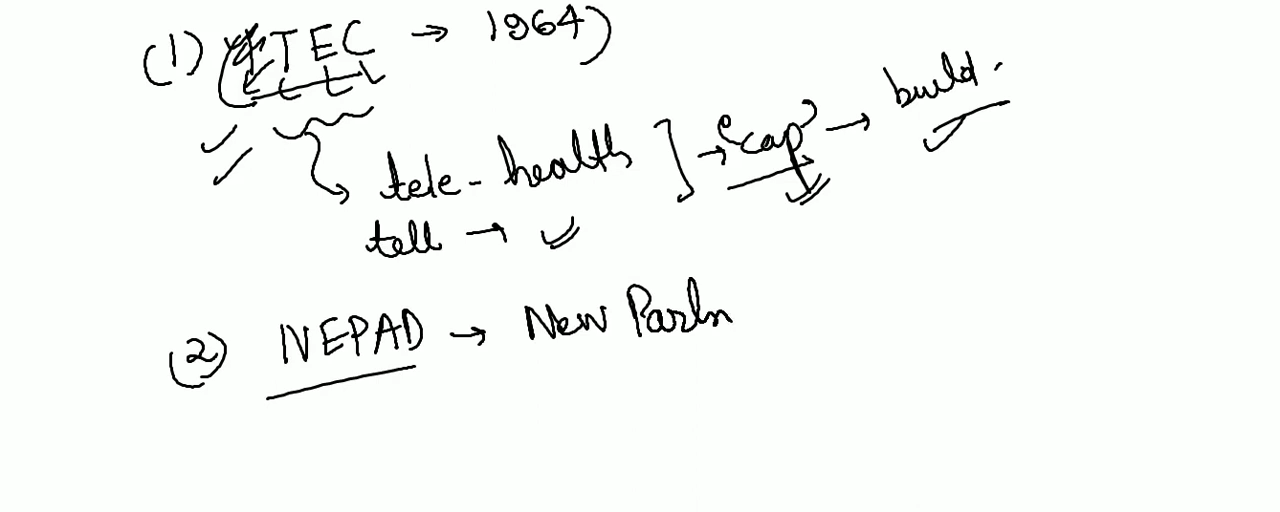 (1) ITEC → 1964)
tele-health ] → "cap" → build.
tell →
(2) NEPAD → New Partn